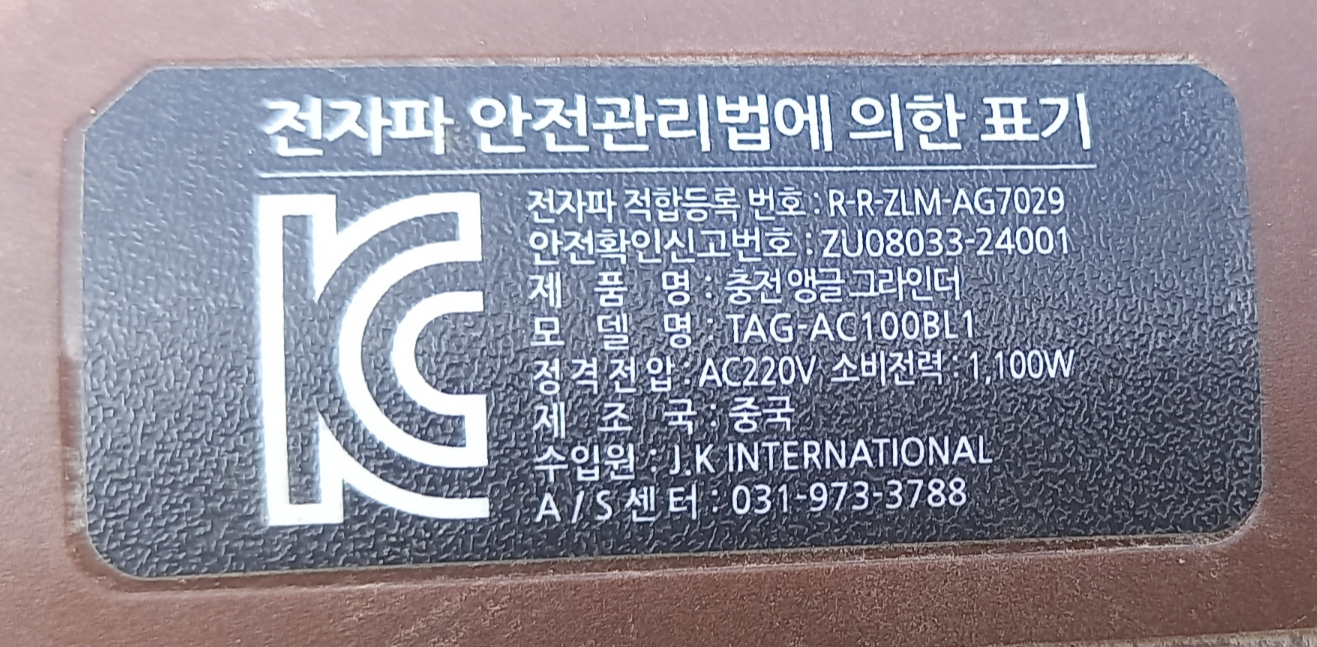 전자파 안전관리법에 의한 표기
KC
전자파 적합등록 번호 : R-R-ZLM-AG7029
안전확인신고번호 : ZU08033-24001
제 품 명 : 충전앵글그라인더
모 델 명 : TAG-AC100BL1
정격전압 : AC220V 소비전력 : 1,100W
제 조 국 : 중국
수입원 : J.K INTERNATIONAL
A/S센터 : 031-973-3788